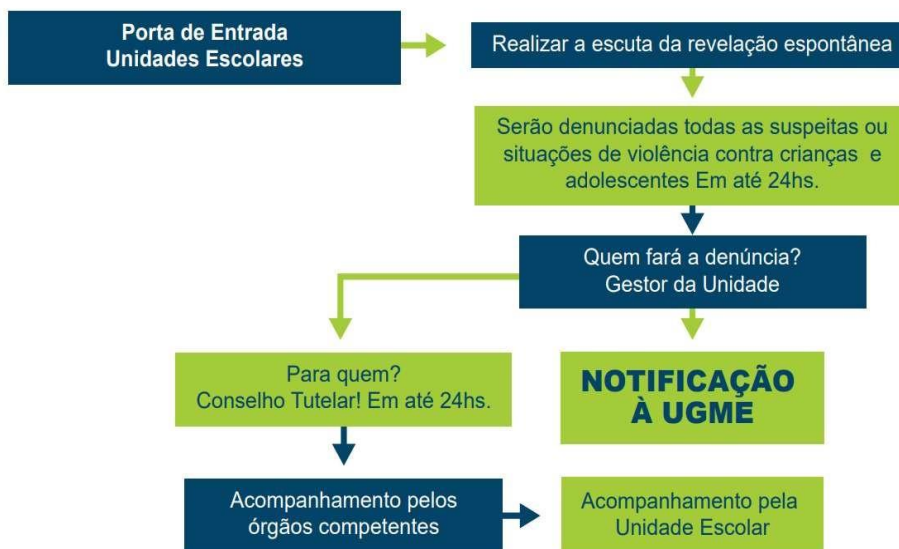 Porta de Entrada
Unidades Escolares
Realizar a escuta da revelação espontânea
Serão denunciadas todas as suspeitas ou
situações de violência contra crianças e
adolescentes Em até 24hs.
Quem fará a denúncia?
Gestor da Unidade
Para quem?
Conselho Tutelar! Em até 24hs.
NOTIFICAÇÃO
À UGME
Acompanhamento pelos
órgãos competentes
Acompanhamento pela
Unidade Escolar